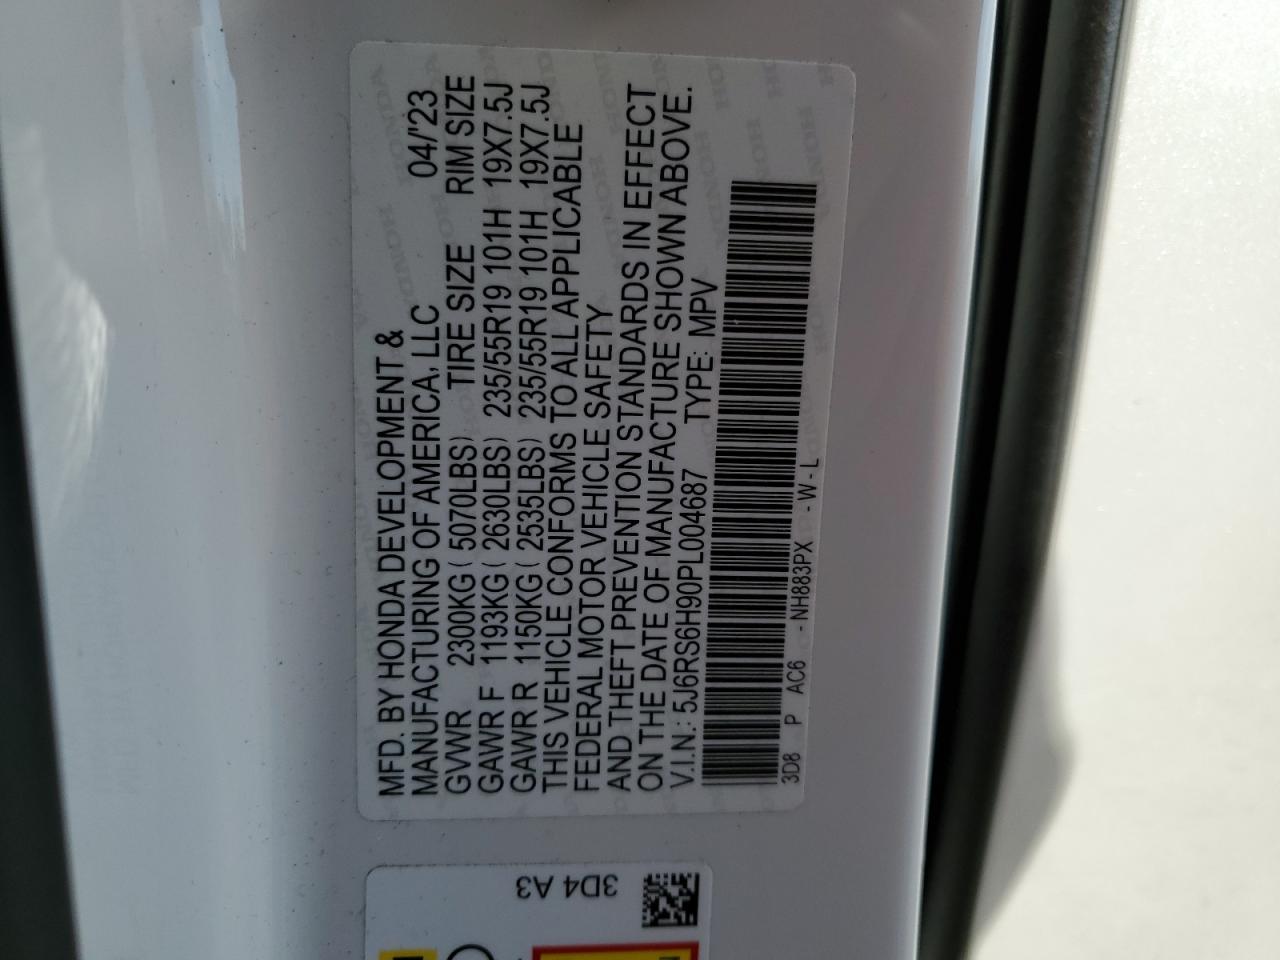 MFD. BY HONDA DEVELOPMENT &
MANUFACTURING OF AMERICA, LLC 04/'23
GVWR 2300KG ( 5070LBS) TIRE SIZE RIM SIZE
GAWR F 1193KG ( 2630LBS) 235/55R19 101H 19X7.5J
GAWR R 1150KG ( 2535LBS) 235/55R19 101H 19X7.5J
THIS VEHICLE CONFORMS TO ALL APPLICABLE
FEDERAL MOTOR VEHICLE SAFETY
AND THEFT PREVENTION STANDARDS IN EFFECT
ON THE DATE OF MANUFACTURE SHOWN ABOVE.
V.I.N.: 5J6RS6H90PL004687 TYPE: MPV
3D8 P AC6 -NH883PX -W-L
3D4 A3